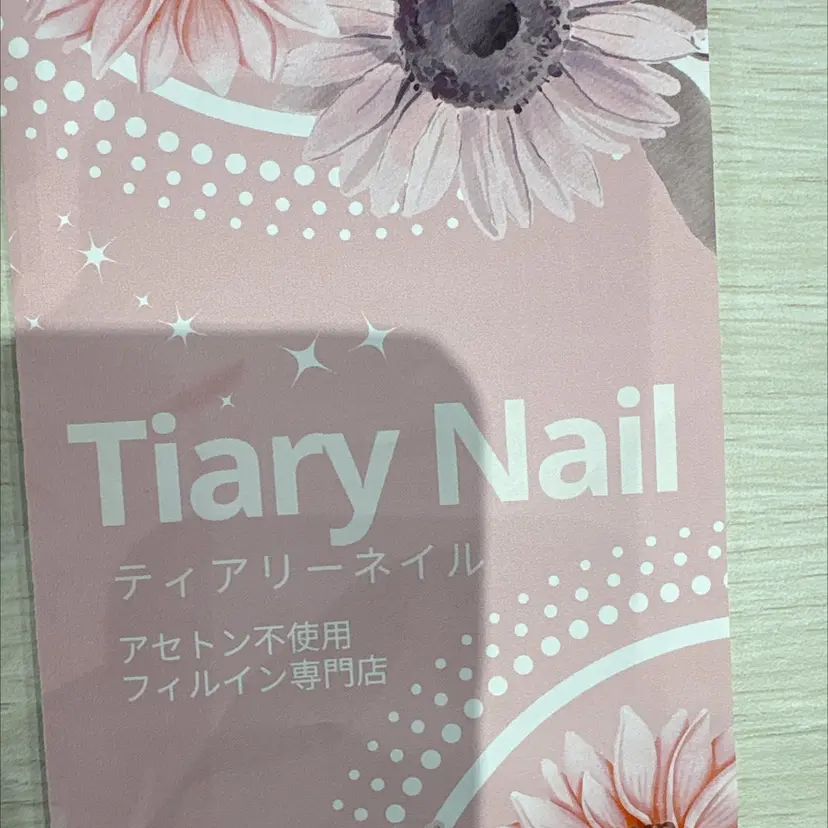 Tiary Nail
ティアリーネイル
アセトン不使用
フィルイン専門店